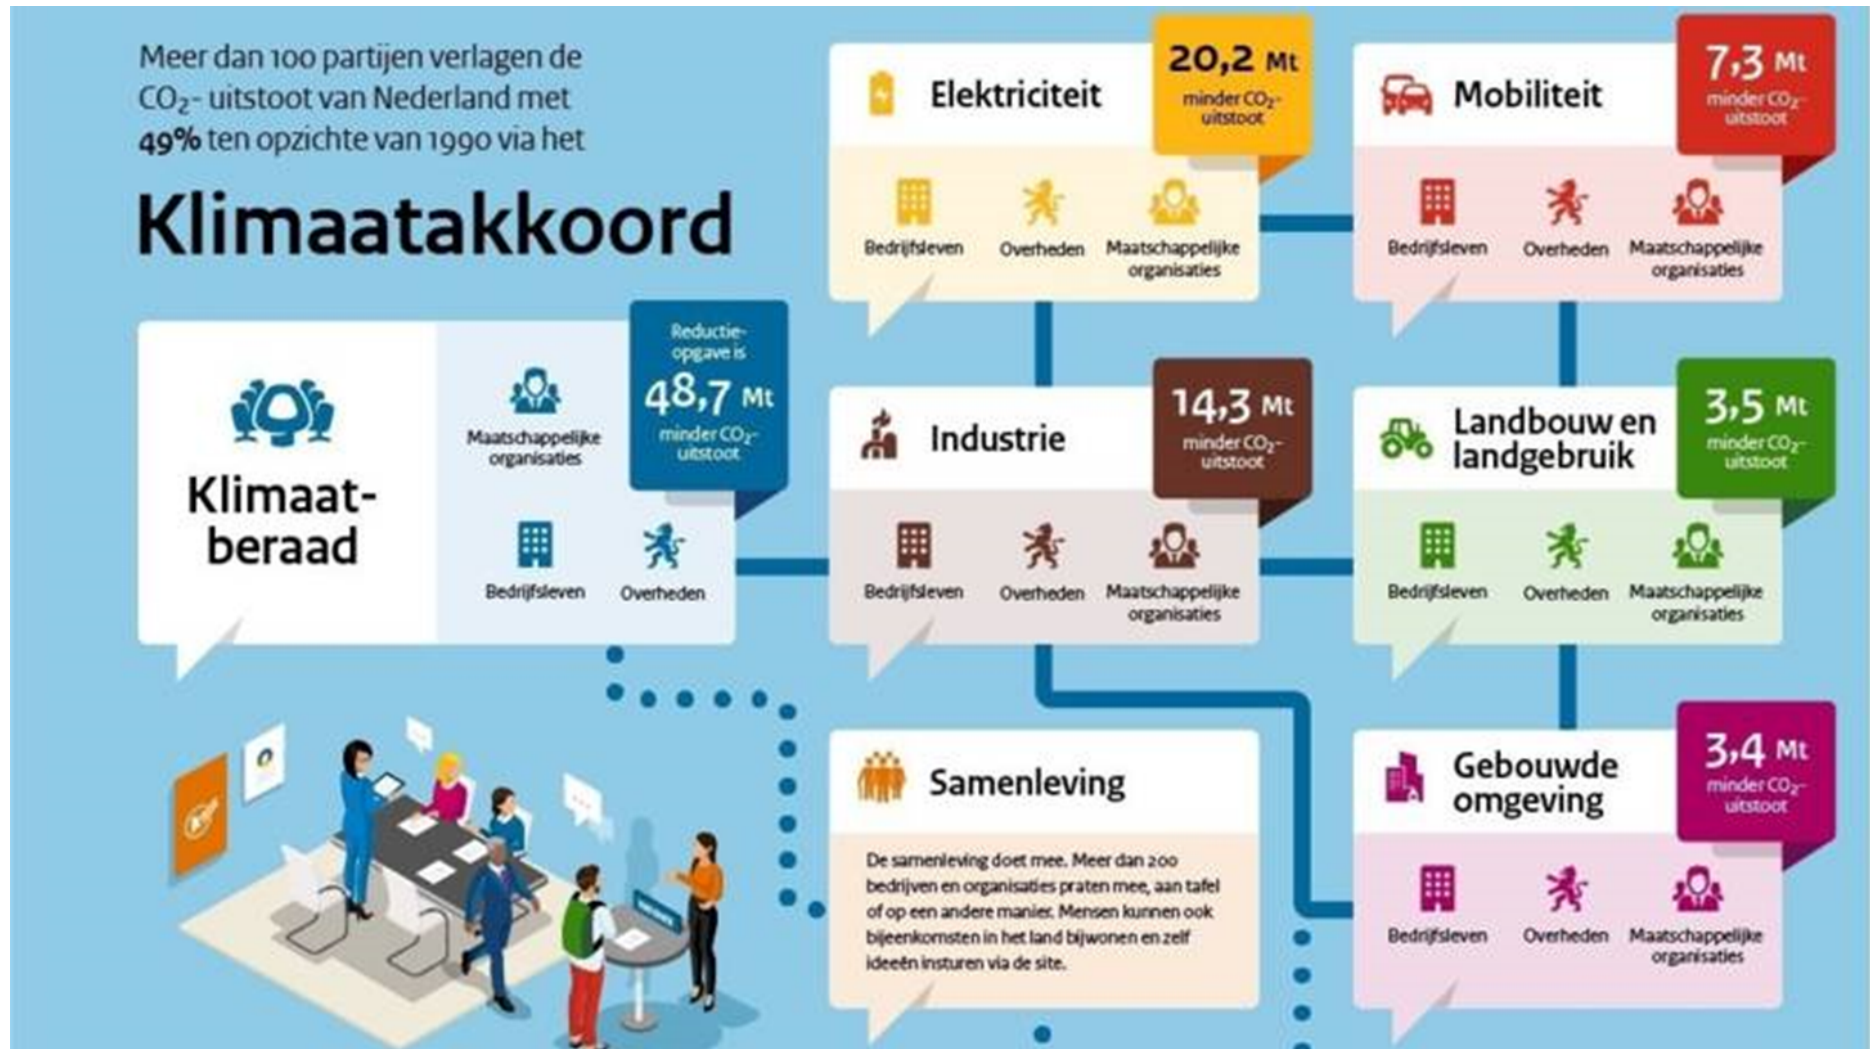 Meer dan 100 partijen verlagen de
CO₂- uitstoot van Nederland met
49% ten opzichte van 1990 via het
Klimaatakkoord
Klimaat-
beraad
Maatschappelijke
organisaties
Bedrijfsleven
Overheden
Reductie-
opgave is
48,7 Mt
minder CO₂-
uitstoot
Elektriciteit
20,2 Mt
minder CO₂-
uitstoot
Bedrijfsleven
Overheden
Maatschappelijke
organisaties
Mobiliteit
7,3 Mt
minder CO₂-
uitstoot
Bedrijfsleven
Overheden
Maatschappelijke
organisaties
Industrie
14,3 Mt
minder CO₂-
uitstoot
Bedrijfsleven
Overheden
Maatschappelijke
organisaties
Landbouw en
landgebruik
3,5 Mt
minder CO₂-
uitstoot
Bedrijfsleven
Overheden
Maatschappelijke
organisaties
Samenleving
De samenleving doet mee. Meer dan 200
bedrijven en organisaties praten mee, aan tafel
of op een andere manier. Mensen kunnen ook
bijeenkomsten in het land bijwonen en zelf
ideeën insturen via de site.
Gebouwde
omgeving
3,4 Mt
minder CO₂-
uitstoot
Bedrijfsleven
Overheden
Maatschappelijke
organisaties